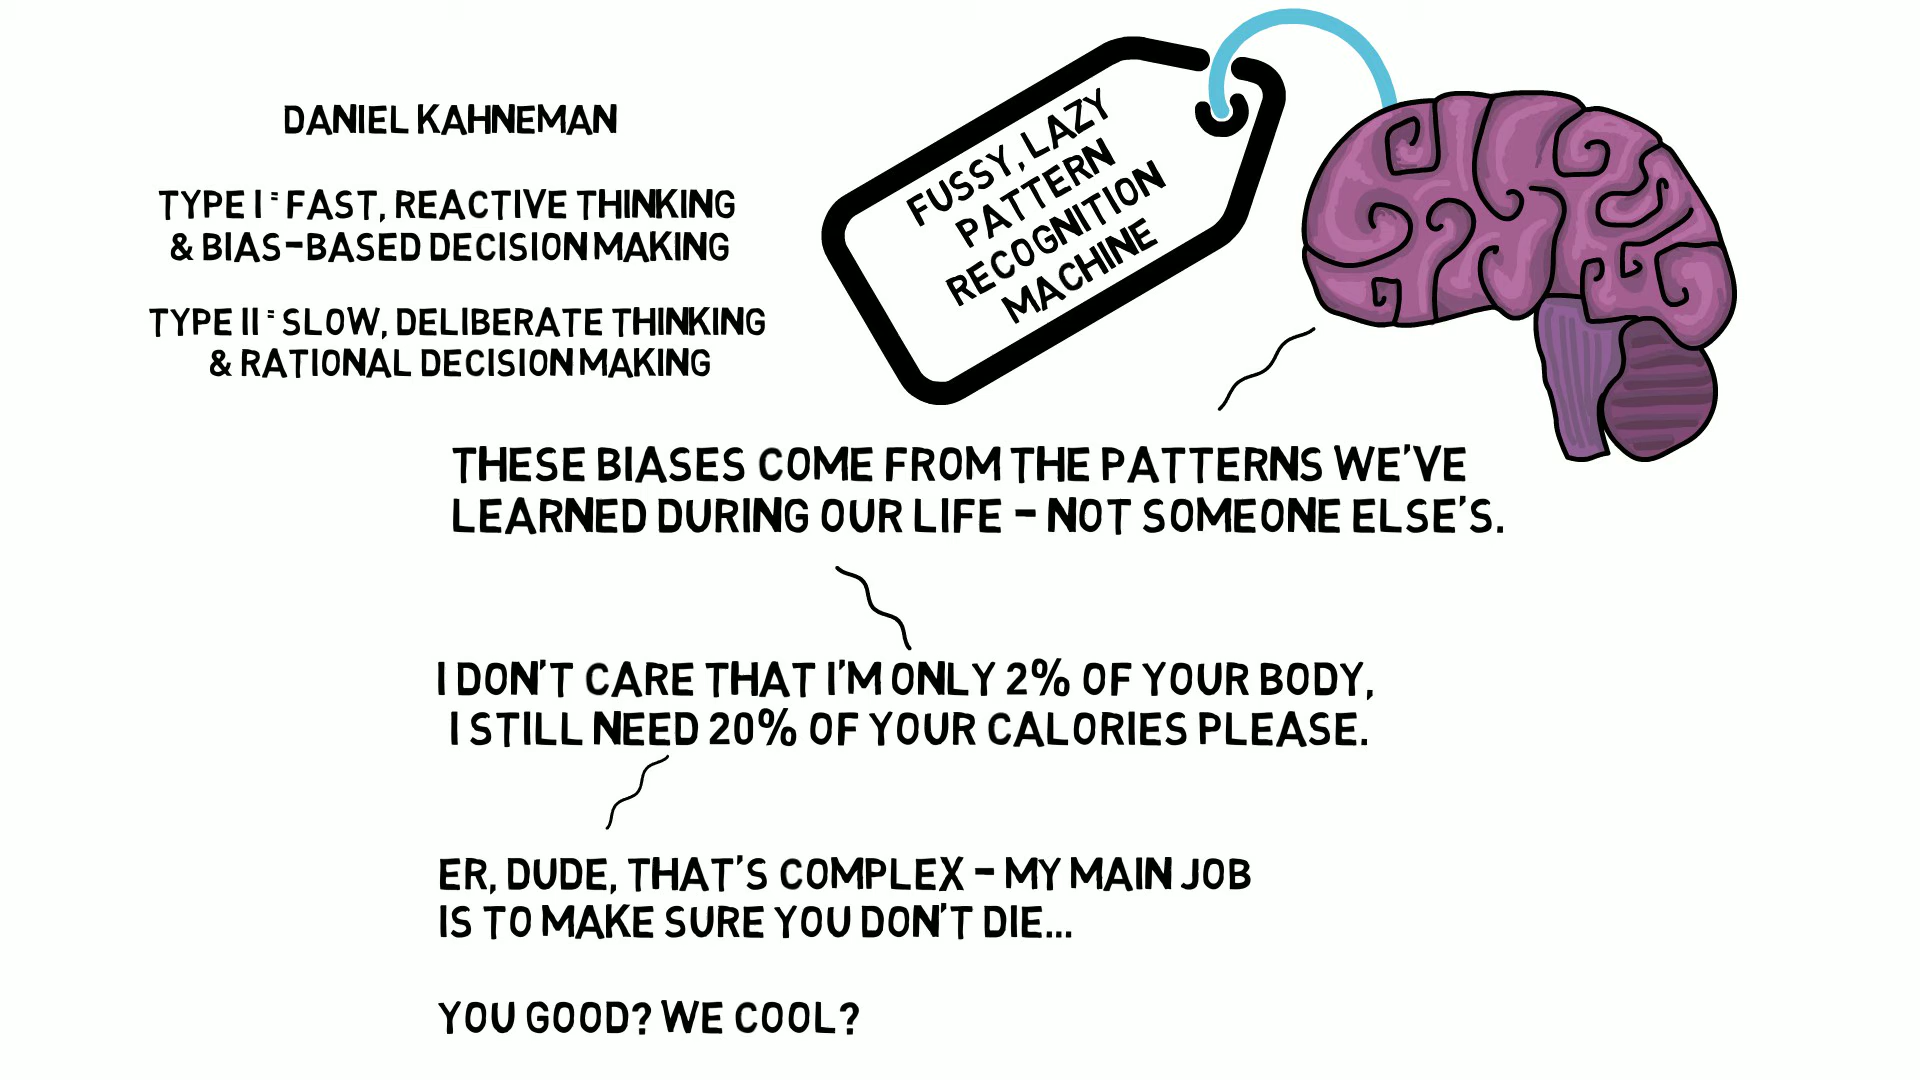 DANIEL KAHNEMAN
TYPE I = FAST, REACTIVE THINKING
& BIAS-BASED DECISION MAKING
TYPE II = SLOW, DELIBERATE THINKING
& RATIONAL DECISION MAKING
FUSSY, LAZY
PATTERN
RECOGNITION
MACHINE
THESE BIASES COME FROM THE PATTERNS WE'VE
LEARNED DURING OUR LIFE - NOT SOMEONE ELSE'S.
I DON'T CARE THAT I'M ONLY 2% OF YOUR BODY,
I STILL NEED 20% OF YOUR CALORIES PLEASE.
ER, DUDE, THAT'S COMPLEX - MY MAIN JOB
IS TO MAKE SURE YOU DON'T DIE...
YOU GOOD? WE COOL?